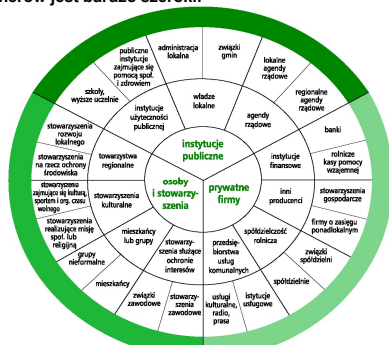 nerów jest bardzo szeroki.
publiczne
instytucje
zajmujące się
pomocą społ.
i zdrowiem
administracja
lokalna
związki
gmin
lokalne
agendy
rządowe
regionalne
agendy
rządowe
banki
rolnicze
kasy pomocy
wzajemnej
stowarzyszenia
gospodarcze
firmy o zasięgu
ponadlokalnym
związki
spółdzielni
spółdzielnie
istytucje
usługowe
usługi
kulturalne,
radio,
prasa
stowarzy-
szenia
zawodowe
związki
zawodowe
mieszkańcy
grupy
nieformalne
stowarzyszenia
realizujące misję
społ. lub
religijną
stowarzyszenia
zajmujące się kulturą,
sportem i org. czasu
wolnego
stowarzyszenia
na rzecz ochrony
środowiska
stowarzyszenia
rozwoju
lokalnego
szkoły,
wyższe uczelnie
instytucje
użyteczności
publicznej
władze
lokalne
agendy
rządowe
instytucje
finansowe
inni
producenci
spółdzielczość
rolnicza
przedsię-
biorstwa
usług
komunalnych
stowarzy-
szenia służące
ochronie
interesów
mieszkańcy
lub grupy
stowarzyszenia
kulturalne
towarzystwa
regionalne
instytucje
publiczne
prywatne
firmy
osoby
i stowarzy-
szenia